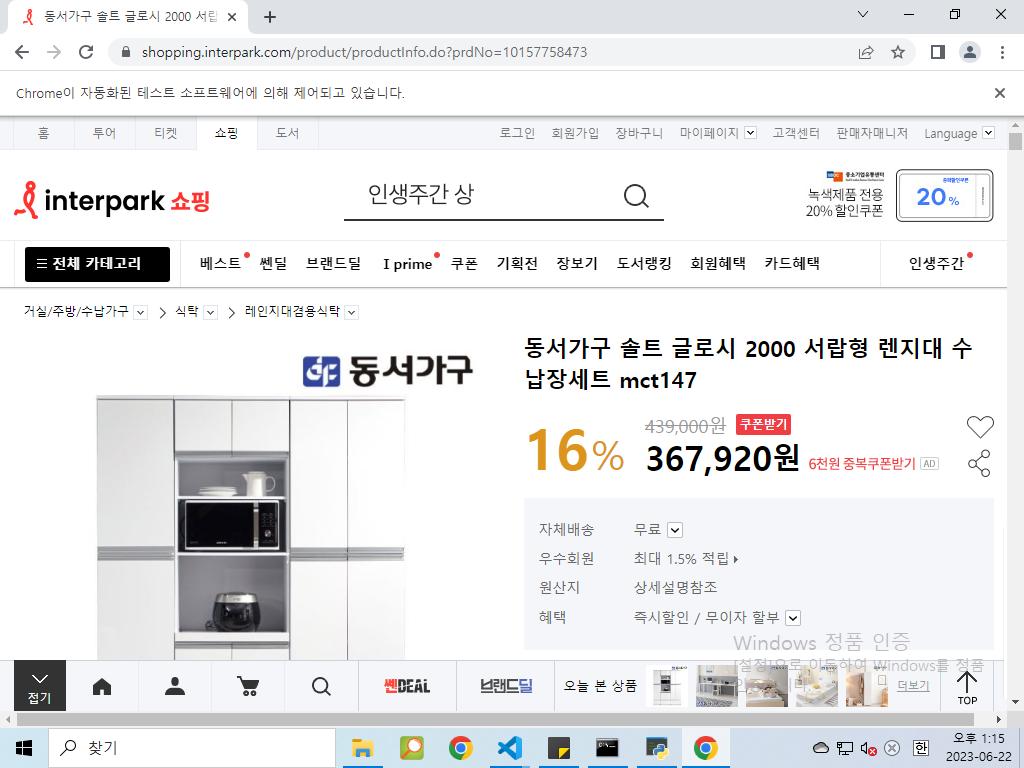 동서가구 솔트 글로시 2000 서랍
shopping.interpark.com/product/productInfo.do?prdNo=10157758473
Chrome이 자동화된 테스트 소프트웨어에 의해 제어되고 있습니다.
홈 투어 티켓 쇼핑 도서 로그인 회원가입 장바구니 마이페이지 고객센터 판매자매니저 Language
interpark 쇼핑 인생주간 상
중소기업유통센터
녹색제품 전용
20% 할인쿠폰
중복할인쿠폰
20%
전체 카테고리 베스트 쎈딜 브랜드딜 I prime 쿠폰 기획전 장보기 도서랭킹 회원혜택 카드혜택 인생주간
거실/주방/수납가구 식탁 레인지대겸용식탁
동서가구
동서가구 솔트 글로시 2000 서랍형 렌지대 수
납장세트 mct147
16% 439,000원 쿠폰받기
367,920원 6천원 중복쿠폰받기 AD
자체배송 무료
우수회원 최대 1.5% 적립
원산지 상세설명참조
혜택 즉시할인 / 무이자 할부
Windows 정품 인증
[설정]으로 이동하여 Windows를 정품
접기 쎈DEAL 브랜드딜 오늘 본 상품 더보기 TOP
찾기
오후 1:15
한
2023-06-22